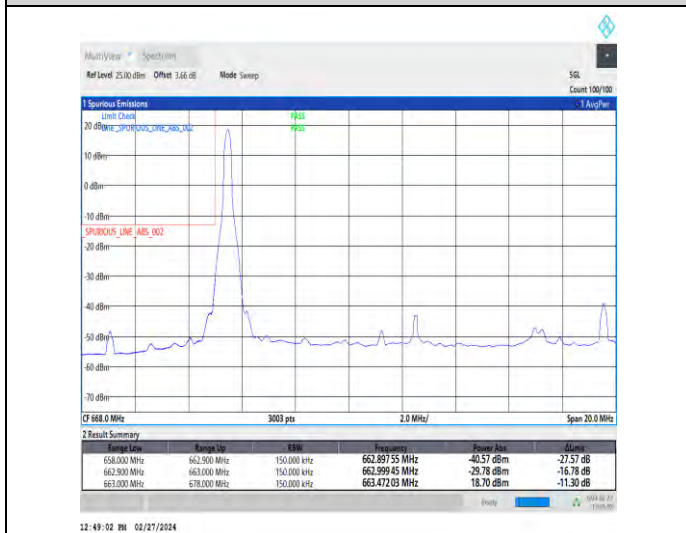 MultiView Spectrum
Ref Level 25.00 dBm Offset 3.66 dB Mode Sweep SGL
Count 100/100
1 Spurious Emissions 1 AvgPwr
Limit Check PASS
20 dBm LINE_SPURIOUS_LINE_ABS_002 PASS
10 dBm
0 dBm
-10 dBm
SPURIOUS_LINE_ABS_002
-20 dBm
-30 dBm
-40 dBm
-50 dBm
-60 dBm
-70 dBm
CF 668.0 MHz 3003 pts 2.0 MHz/ Span 20.0 MHz
2 Result Summary
Range Low Range Up RBW Frequency Power Abs ΔLimit
658.000 MHz 662.900 MHz 150.000 kHz 662.897 55 MHz -40.57 dBm -27.57 dB
662.900 MHz 663.000 MHz 150.000 kHz 662.999 45 MHz -29.78 dBm -16.78 dB
663.000 MHz 678.000 MHz 150.000 kHz 663.472 03 MHz 18.70 dBm -11.30 dB
12:49:02 PM 02/27/2024